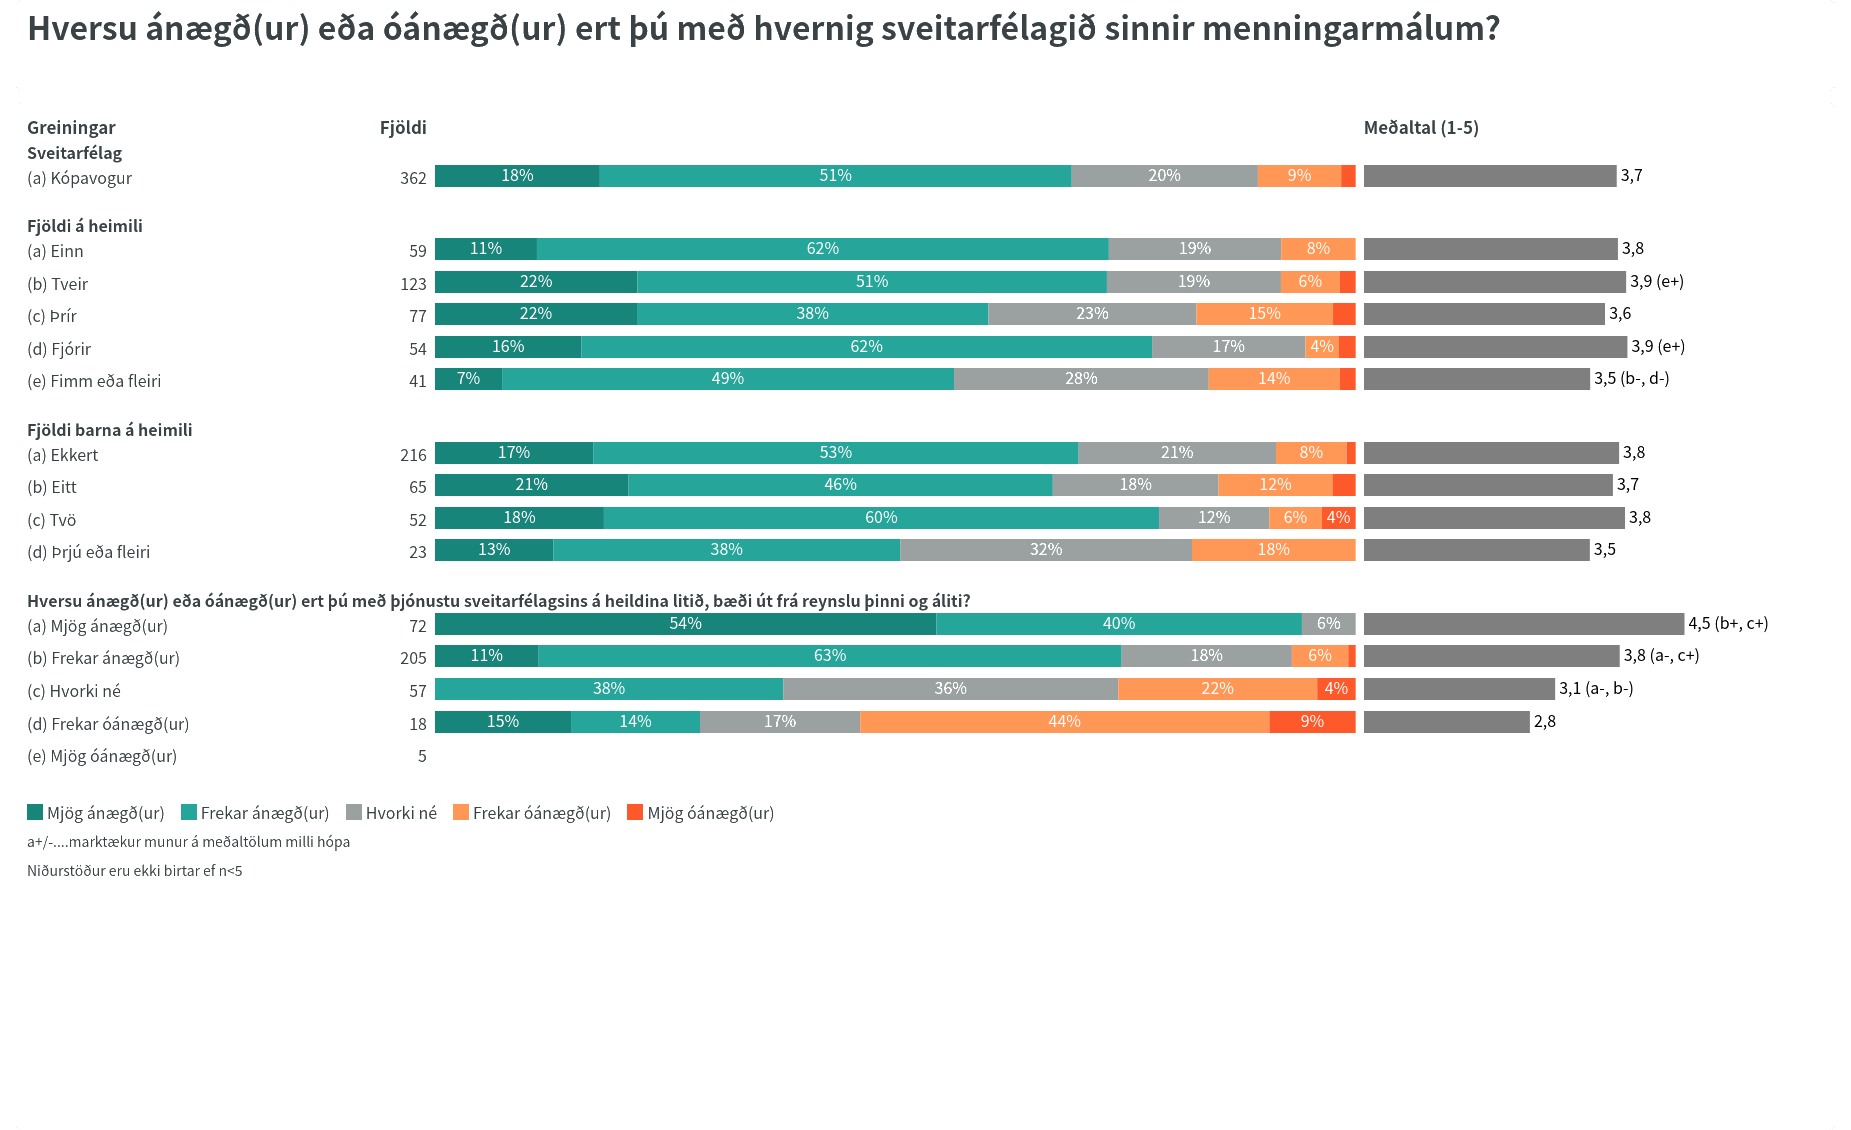 Hversu ánægð(ur) eða óánægð(ur) ert þú með hvernig sveitarfélagið sinnir menningarmálum?
Greiningar Fjöldi Meðaltal (1-5)
Sveitarfélag
(a) Kópavogur 362 18% 51% 20% 9% 3,7
Fjöldi á heimili
(a) Einn 59 11% 62% 19% 8% 3,8
(b) Tveir 123 22% 51% 19% 6% 3,9 (e+)
(c) Þrír 77 22% 38% 23% 15% 3,6
(d) Fjórir 54 16% 62% 17% 4% 3,9 (e+)
(e) Fimm eða fleiri 41 7% 49% 28% 14% 3,5 (b-, d-)
Fjöldi barna á heimili
(a) Ekkert 216 17% 53% 21% 8% 3,8
(b) Eitt 65 21% 46% 18% 12% 3,7
(c) Tvö 52 18% 60% 12% 6% 4% 3,8
(d) Þrjú eða fleiri 23 13% 38% 32% 18% 3,5
Hversu ánægð(ur) eða óánægð(ur) ert þú með þjónustu sveitarfélagsins á heildina litið, bæði út frá reynslu þinni og áliti?
(a) Mjög ánægð(ur) 72 54% 40% 6% 4,5 (b+, c+)
(b) Frekar ánægð(ur) 205 11% 63% 18% 6% 3,8 (a-, c+)
(c) Hvorki né 57 38% 36% 22% 4% 3,1 (a-, b-)
(d) Frekar óánægð(ur) 18 15% 14% 17% 44% 9% 2,8
(e) Mjög óánægð(ur) 5
Mjög ánægð(ur) Frekar ánægð(ur) Hvorki né Frekar óánægð(ur) Mjög óánægð(ur)
a+/-....marktækur munur á meðaltölum milli hópa
Niðurstöður eru ekki birtar ef n<5